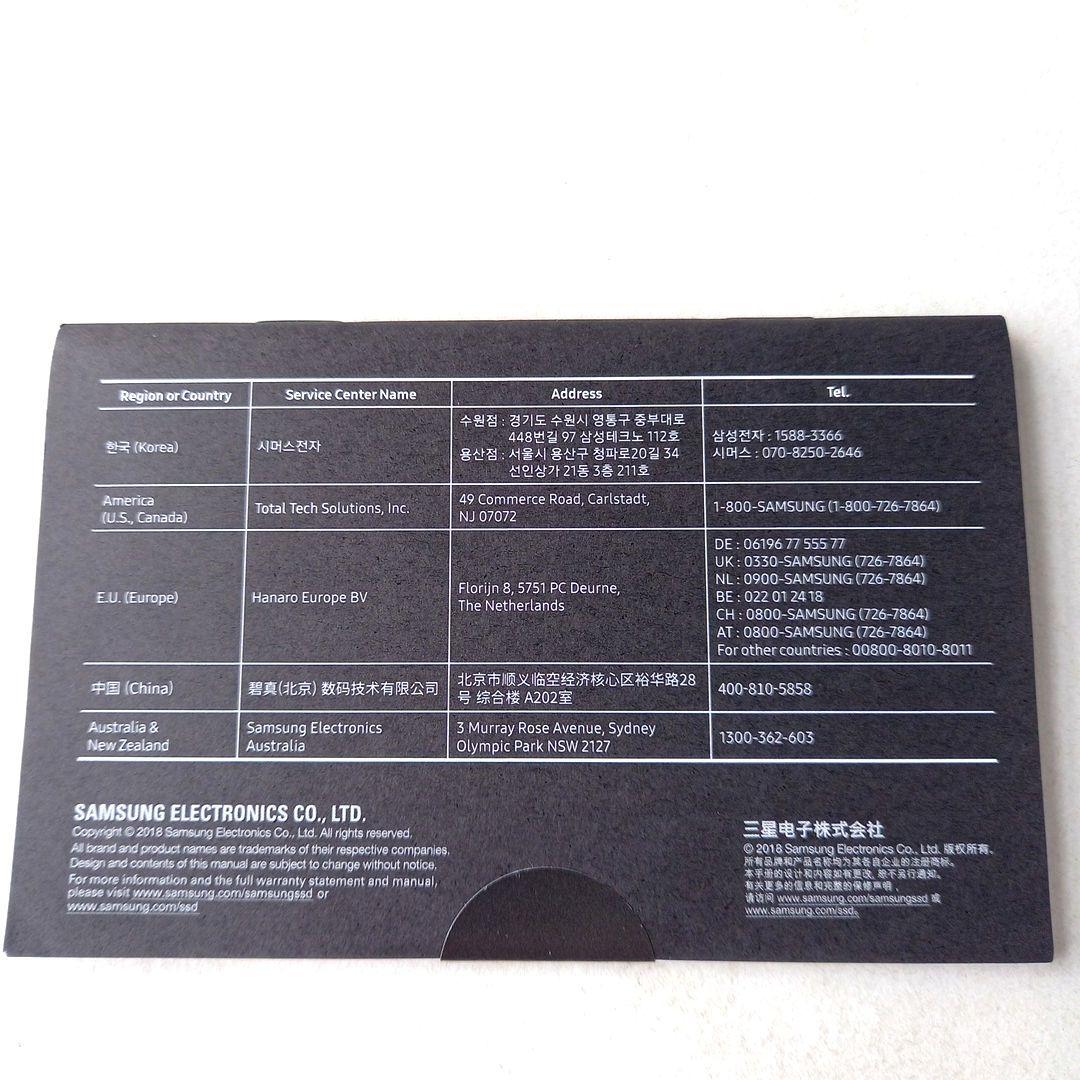 Region or Country
Service Center Name
Address
Tel.
한국 (Korea)
시머스전자
수원점 : 경기도 수원시 영통구 중부대로
448번길 97 삼성테크노 112호
용산점 : 서울시 용산구 청파로20길 34
선인상가 21동 3층 211호
삼성전자 : 1588-3366
시머스 : 070-8250-2646
America
(U.S., Canada)
Total Tech Solutions, Inc.
49 Commerce Road, Carlstadt,
NJ 07072
1-800-SAMSUNG (1-800-726-7864)
E.U. (Europe)
Hanaro Europe BV
Florijn 8, 5751 PC Deurne,
The Netherlands
DE : 06196 77 555 77
UK : 0330-SAMSUNG (726-7864)
NL : 0900-SAMSUNG (726-7864)
BE : 022 01 24 18
CH : 0800-SAMSUNG (726-7864)
AT : 0800-SAMSUNG (726-7864)
For other countries : 00800-8010-8011
中国 (China)
碧真(北京) 数码技术有限公司
北京市顺义临空经济核心区裕华路28
号 综合楼 A202室
400-810-5858
Australia &
New Zealand
Samsung Electronics
Australia
3 Murray Rose Avenue, Sydney
Olympic Park NSW 2127
1300-362-603
SAMSUNG ELECTRONICS CO., LTD.
Copyright © 2018 Samsung Electronics Co., Ltd. All rights reserved.
All brand and product names are trademarks of their respective companies.
Design and contents of this manual are subject to change without notice.
For more information and the full warranty statement and manual,
please visit www.samsung.com/samsungssd or
www.samsung.com/ssd
三星电子株式会社
© 2018 Samsung Electronics Co., Ltd. 版权所有。
所有品牌和产品名称均为其各自企业的注册商标。
本手册的设计和内容如有更改, 恕不另行通知。
有关更多的信息和完整的保修声明 ,
请访问 www.samsung.com/samsungssd 或
www.samsung.com/ssd。